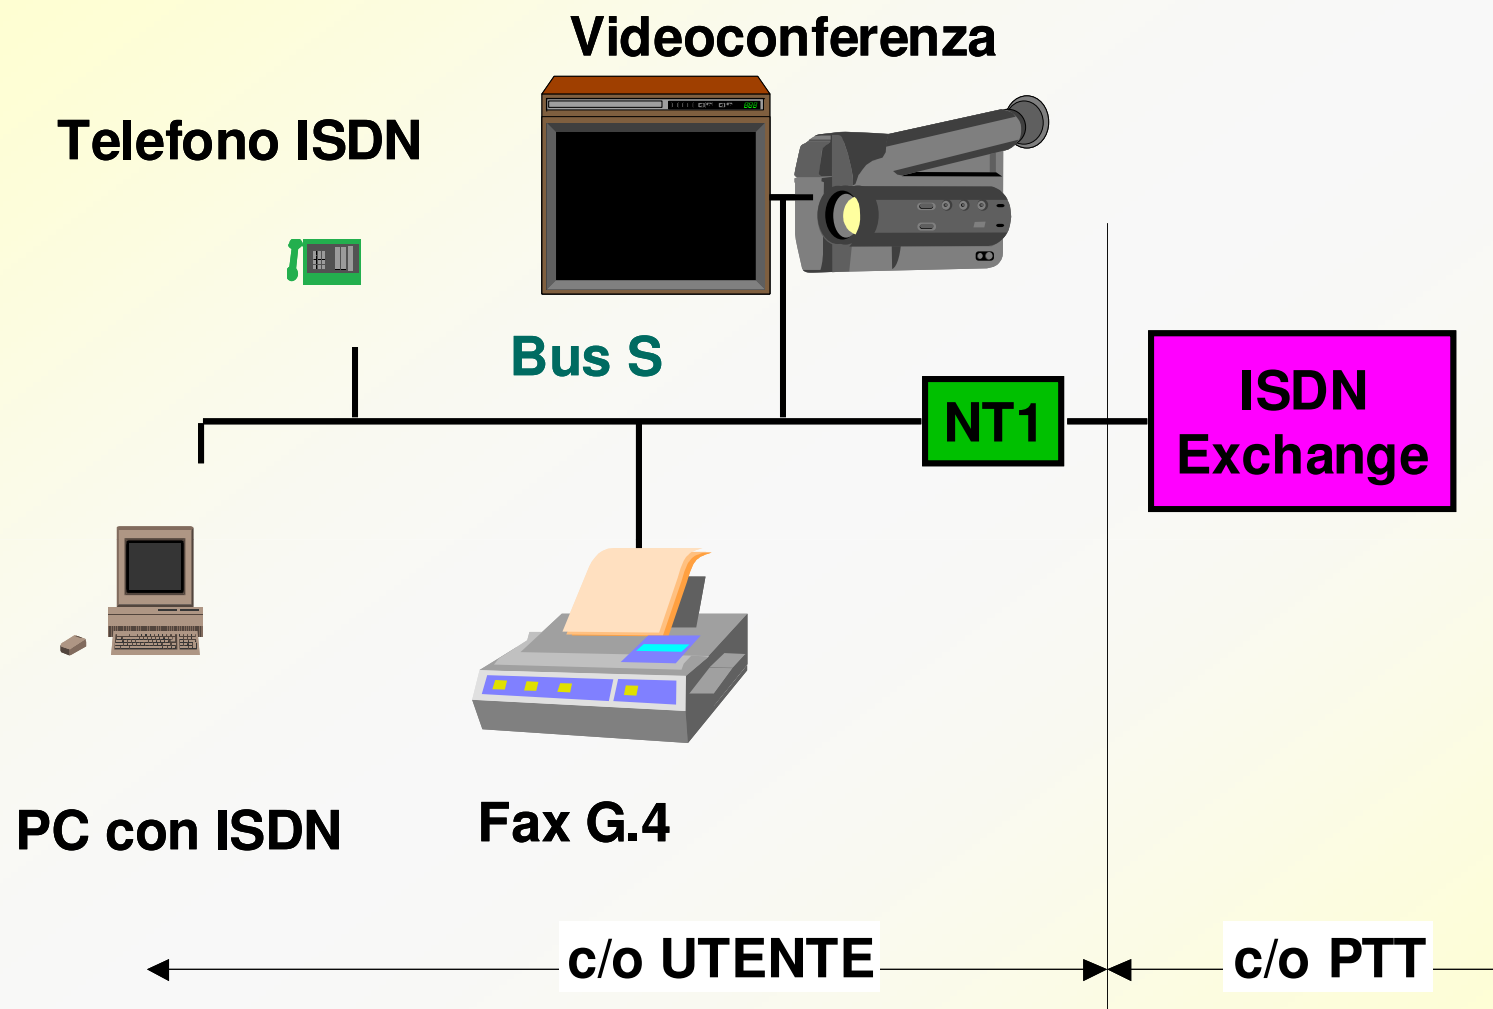 Videoconferenza
Telefono ISDN
Bus S
NT1
ISDN
Exchange
PC con ISDN
Fax G.4
c/o UTENTE
c/o PTT